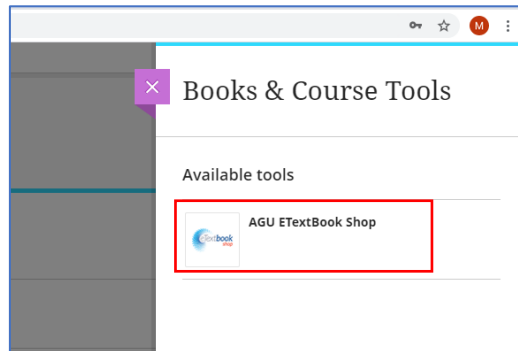 M
Books & Course Tools
Available tools
AGU ETextBook Shop
eTextbook
shop